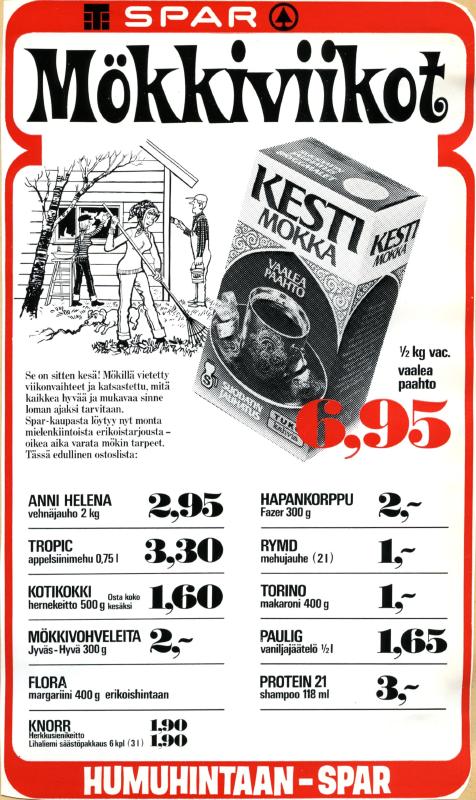 SPAR
Mökkiviikot
KESTI
MOKKA
VAALEA
PAAHTO
SUODATIN
JAUHATUS
TUKO
kahvia
KESTI
MOKKA
½ kg vac.
vaalea
paahto
6,95
Se on sitten kesä! Mökillä vietetty
viikonvaihteet ja katsastettu, mitä
kaikkea hyvää ja mukavaa sinne
loman ajaksi tarvitaan.
Spar-kaupasta löytyy nyt monta
mielenkiintoista erikoistarjousta –
oikea aika varata mökin tarpeet.
Tässä edullinen ostoslista:
ANNI HELENA
vehnäjauho 2 kg 2,95
TROPIC
appelsiinimehu 0,75 l 3,30
KOTIKOKKI
hernekeitto 500 g Osta koko kesäksi 1,60
MÖKKIVOHVELEITA
Jyväs-Hyvä 300 g 2,-
FLORA
margariini 400 g erikoishintaan
KNORR
Herkkusienikeitto 1,90
Lihaliemi säästöpakkaus 6 kpl (3 l) 1,90
HAPANKORPPU
Fazer 300 g 2,-
RYMD
mehujauhe (2 l) 1,-
TORINO
makaroni 400 g 1,-
PAULIG
vaniljajäätelö ½ l 1,65
PROTEIN 21
shampoo 118 ml 3,-
HUMUHINTAAN-SPAR